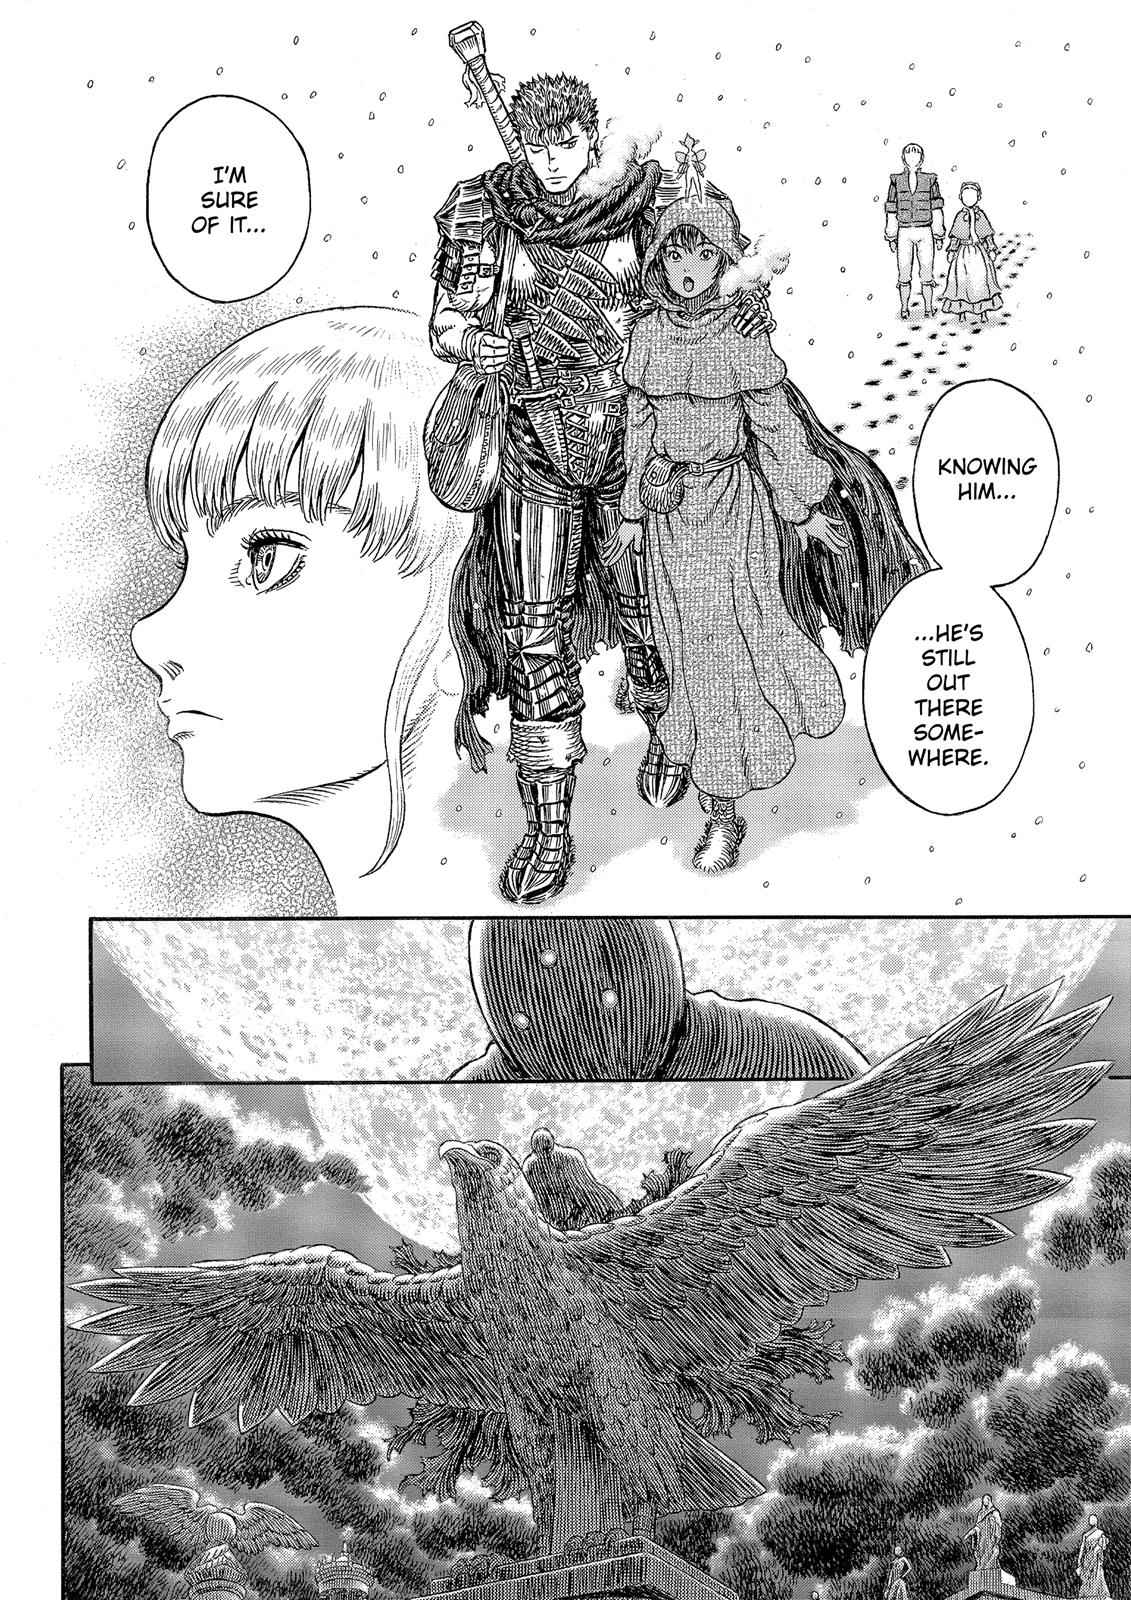 I'M
SURE
OF IT...
KNOWING
HIM...
...HE'S
STILL
OUT
THERE
SOME-
WHERE.